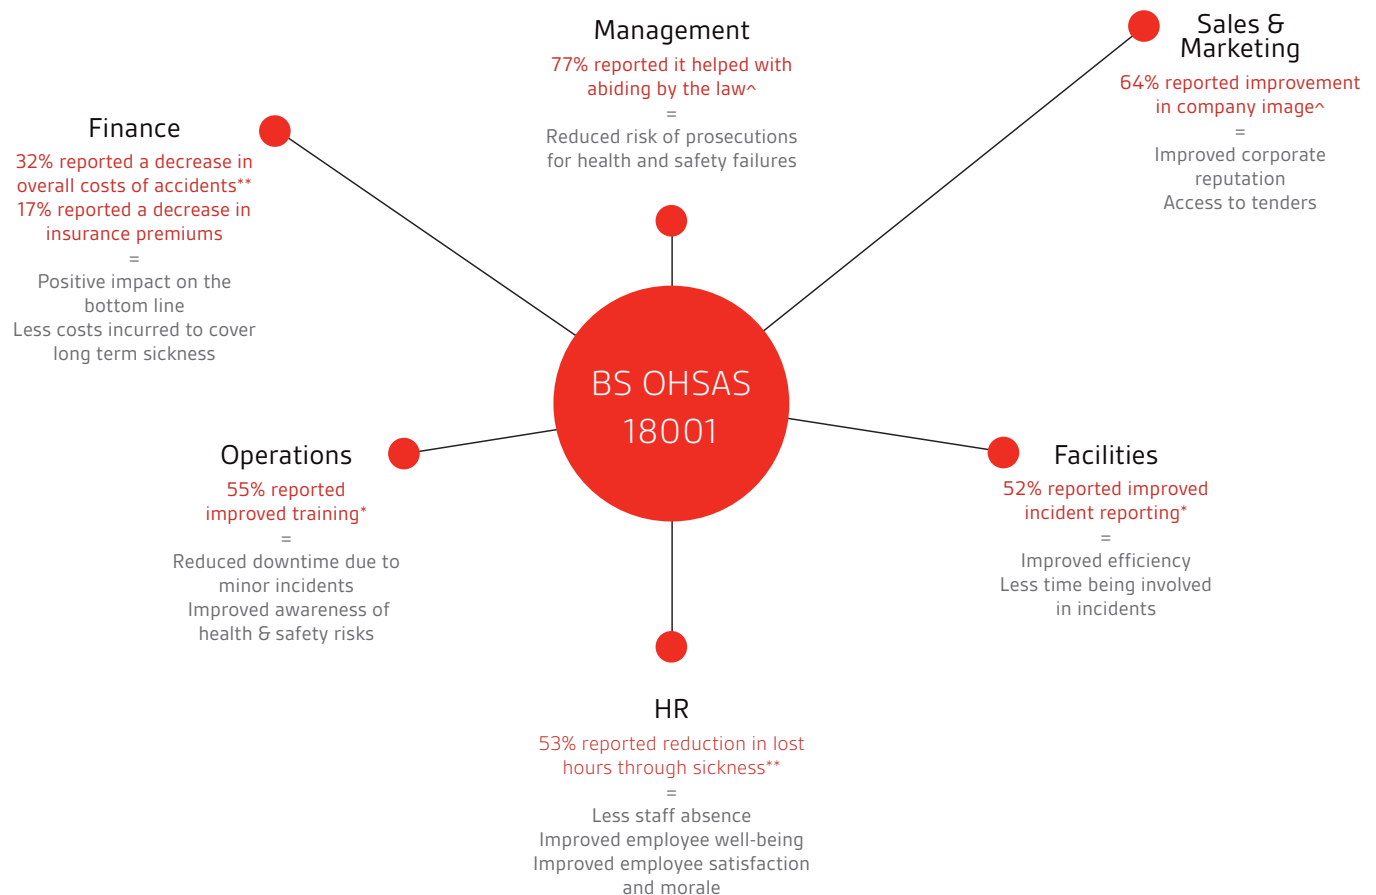 Management
77% reported it helped with
abiding by the law^
=
Reduced risk of prosecutions
for health and safety failures
Sales &
Marketing
64% reported improvement
in company image^
=
Improved corporate
reputation
Access to tenders
Finance
32% reported a decrease in
overall costs of accidents**
17% reported a decrease in
insurance premiums
=
Positive impact on the
bottom line
Less costs incurred to cover
long term sickness
BS OHSAS
18001
Operations
55% reported
improved training*
=
Reduced downtime due to
minor incidents
Improved awareness of
health & safety risks
Facilities
52% reported improved
incident reporting*
=
Improved efficiency
Less time being involved
in incidents
HR
53% reported reduction in lost
hours through sickness**
=
Less staff absence
Improved employee well-being
Improved employee satisfaction
and morale